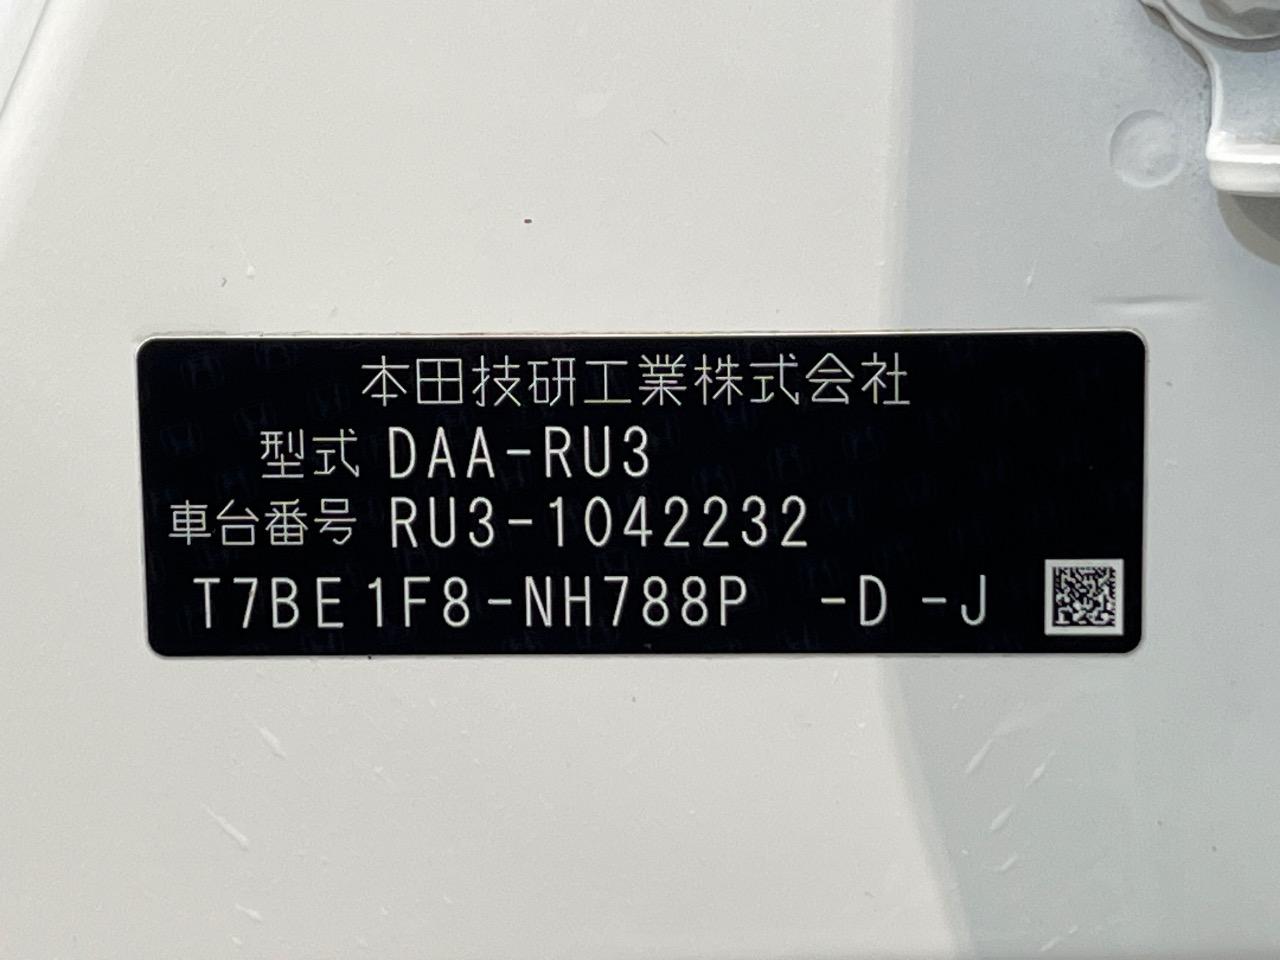 本田技研工業株式会社
型式 DAA-RU3
車台番号 RU3-1042232
T7BE1F8-NH788P -D -J